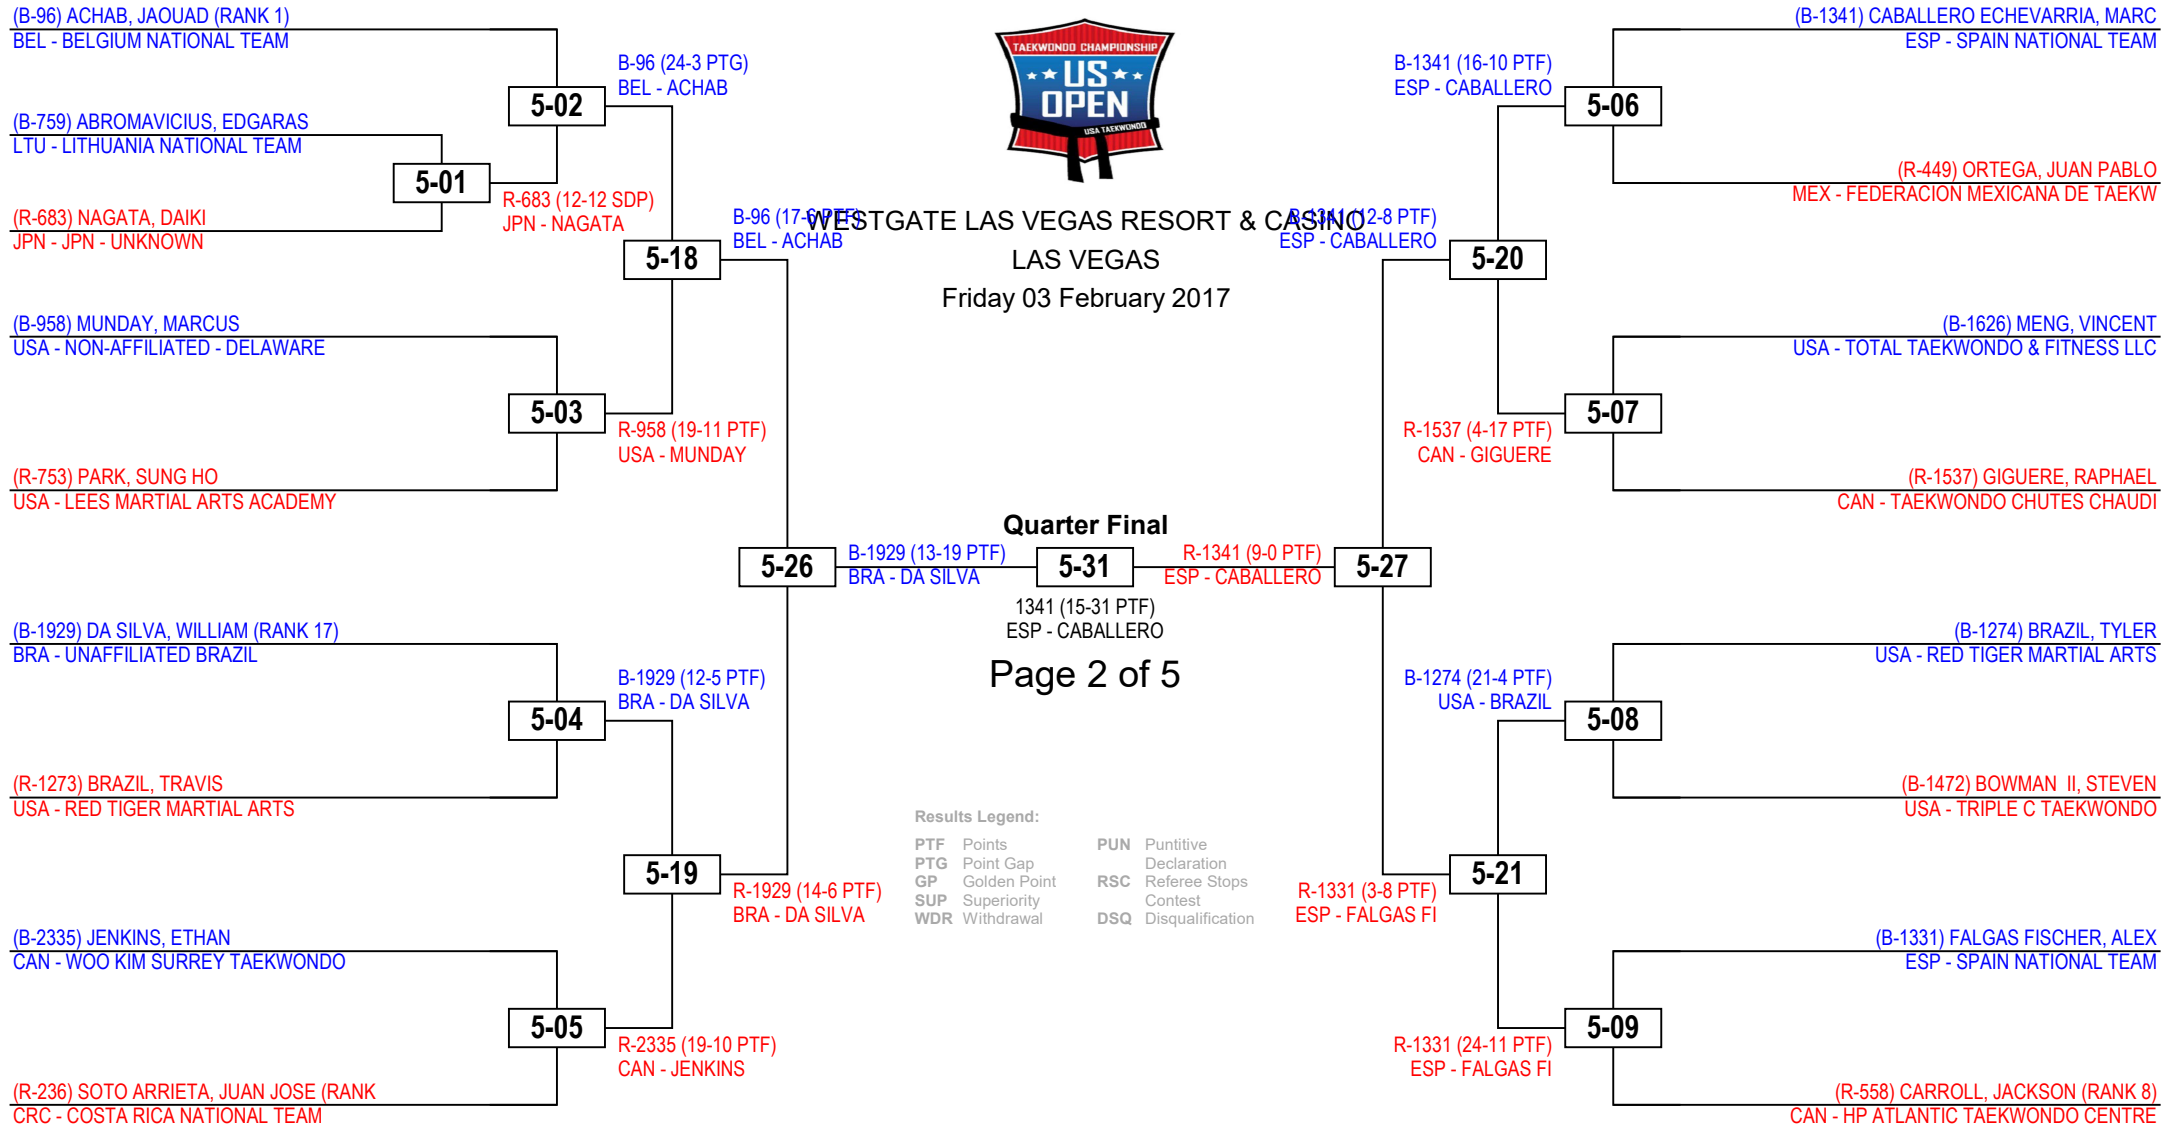 (B-96) ACHAB, JAOUAD (RANK 1)
BEL - BELGIUM NATIONAL TEAM
B-96 (24-3 PTG)
BEL - ACHAB
5-02
(B-759) ABROMAVICIUS, EDGARAS
LTU - LITHUANIA NATIONAL TEAM
5-01
R-683 (12-12 SDP)
JPN - NAGATA
(R-683) NAGATA, DAIKI
JPN - JPN - UNKNOWN
B-96 (17-6 PTF)
BEL - ACHAB
5-18
(B-958) MUNDAY, MARCUS
USA - NON-AFFILIATED - DELAWARE
5-03
R-958 (19-11 PTF)
USA - MUNDAY
(R-753) PARK, SUNG HO
USA - LEES MARTIAL ARTS ACADEMY
5-26
B-1929 (13-19 PTF)
BRA - DA SILVA
(B-1929) DA SILVA, WILLIAM (RANK 17)
BRA - UNAFFILIATED BRAZIL
B-1929 (12-5 PTF)
BRA - DA SILVA
5-04
(R-1273) BRAZIL, TRAVIS
USA - RED TIGER MARTIAL ARTS
5-19
R-1929 (14-6 PTF)
BRA - DA SILVA
(B-2335) JENKINS, ETHAN
CAN - WOO KIM SURREY TAEKWONDO
5-05
R-2335 (19-10 PTF)
CAN - JENKINS
(R-236) SOTO ARRIETA, JUAN JOSE (RANK
CRC - COSTA RICA NATIONAL TEAM
TAEKWONDO CHAMPIONSHIP
US
OPEN
USA TAEKWONDO
WESTGATE LAS VEGAS RESORT & CASINO
LAS VEGAS
Friday 03 February 2017
Quarter Final
5-31
1341 (15-31 PTF)
ESP - CABALLERO
Page 2 of 5
Results Legend:
PTF Points
PTG Point Gap
GP Golden Point
SUP Superiority
WDR Withdrawal
PUN Puntitive
Declaration
RSC Referee Stops
Contest
DSQ Disqualification
(B-1341) CABALLERO ECHEVARRIA, MARC
ESP - SPAIN NATIONAL TEAM
B-1341 (16-10 PTF)
ESP - CABALLERO
5-06
(R-449) ORTEGA, JUAN PABLO
MEX - FEDERACION MEXICANA DE TAEKW
B-1341 (12-8 PTF)
ESP - CABALLERO
5-20
(B-1626) MENG, VINCENT
USA - TOTAL TAEKWONDO & FITNESS LLC
5-07
R-1537 (4-17 PTF)
CAN - GIGUERE
(R-1537) GIGUERE, RAPHAEL
CAN - TAEKWONDO CHUTES CHAUDI
R-1341 (9-0 PTF)
ESP - CABALLERO
5-27
(B-1274) BRAZIL, TYLER
USA - RED TIGER MARTIAL ARTS
B-1274 (21-4 PTF)
USA - BRAZIL
5-08
(B-1472) BOWMAN  II, STEVEN
USA - TRIPLE C TAEKWONDO
5-21
R-1331 (3-8 PTF)
ESP - FALGAS FI
(B-1331) FALGAS FISCHER, ALEX
ESP - SPAIN NATIONAL TEAM
5-09
R-1331 (24-11 PTF)
ESP - FALGAS FI
(R-558) CARROLL, JACKSON (RANK 8)
CAN - HP ATLANTIC TAEKWONDO CENTRE